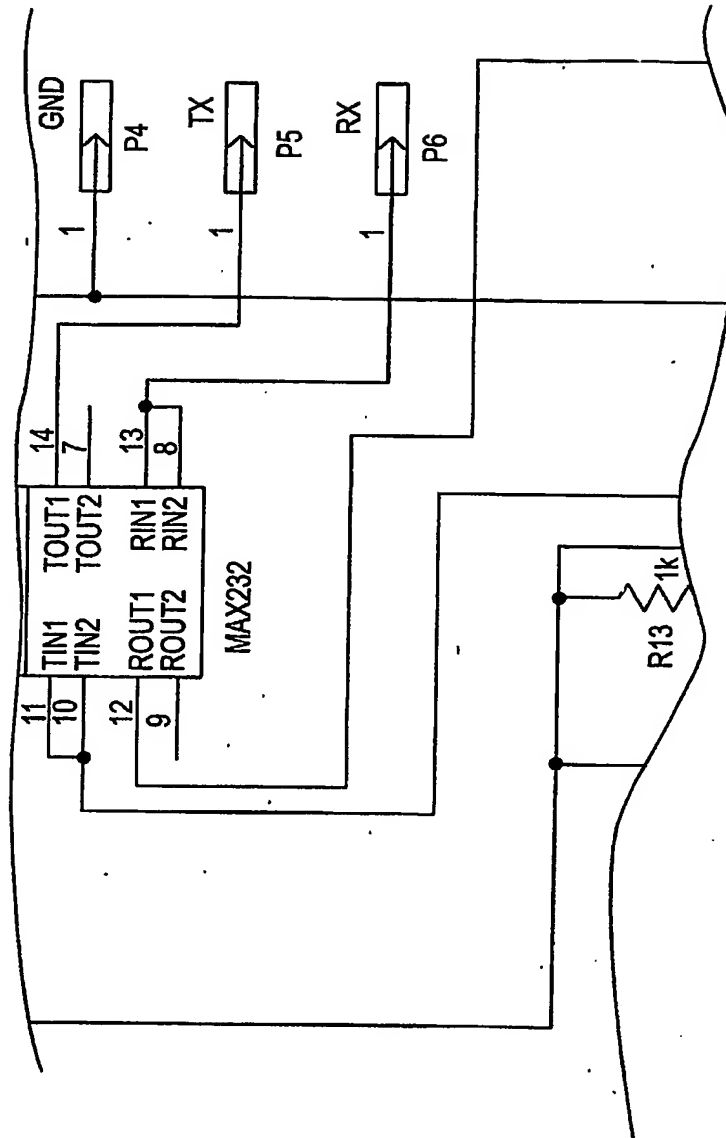 GND
P4
1
TX
P5
1
RX
P6
1
14
7
13
8
TOUT1
TOUT2
RIN1
RIN2
TIN1
TIN2
ROUT1
ROUT2
MAX232
11
10
12
9
1k
R13